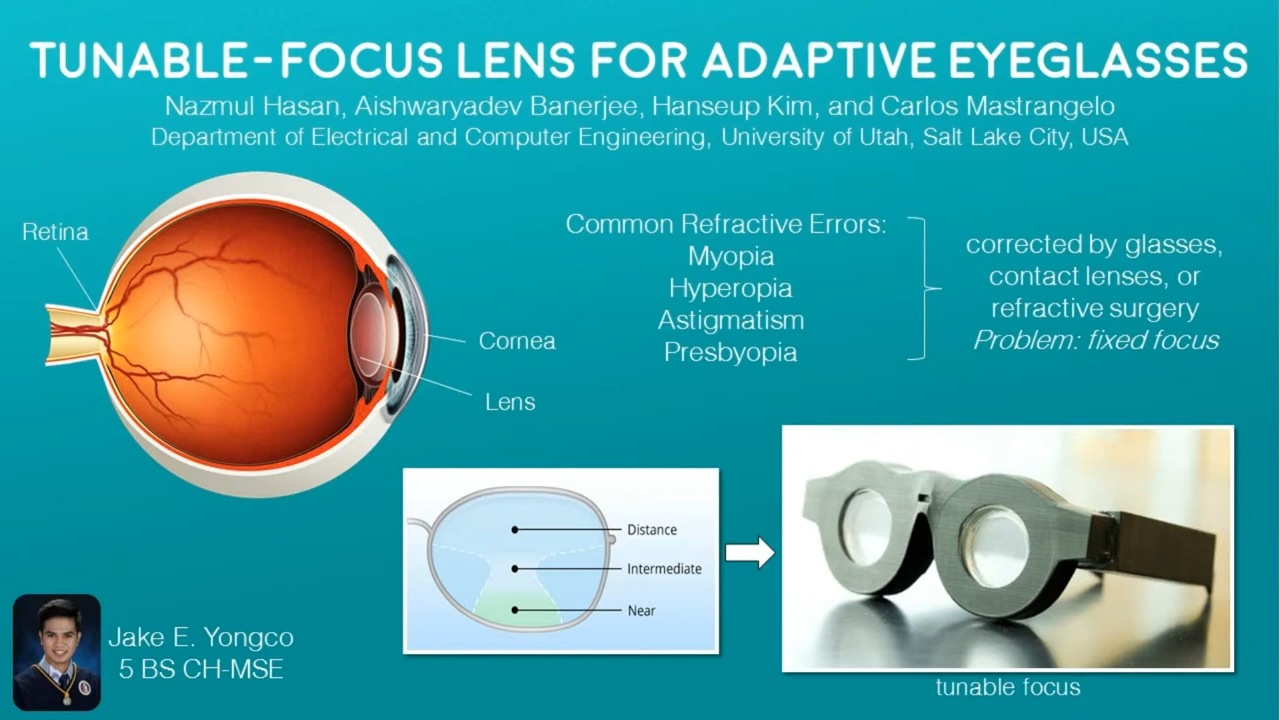 TUNABLE-FOCUS LENS FOR ADAPTIVE EYEGLASSES
Nazmul Hasan, Aishwaryadev Banerjee, Hanseup Kim, and Carlos Mastrangelo
Department of Electrical and Computer Engineering, University of Utah, Salt Lake City, USA
Retina
Cornea
Lens
Common Refractive Errors:
Myopia
Hyperopia
Astigmatism
Presbyopia
corrected by glasses,
contact lenses, or
refractive surgery
Problem: fixed focus
Distance
Intermediate
Near
tunable focus
Jake E. Yongco
5 BS CH-MSE